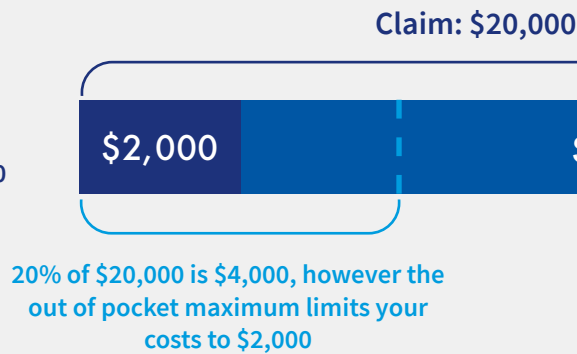 Claim: $20,000
$2,000
20% of $20,000 is $4,000, however the
out of pocket maximum limits your
costs to $2,000